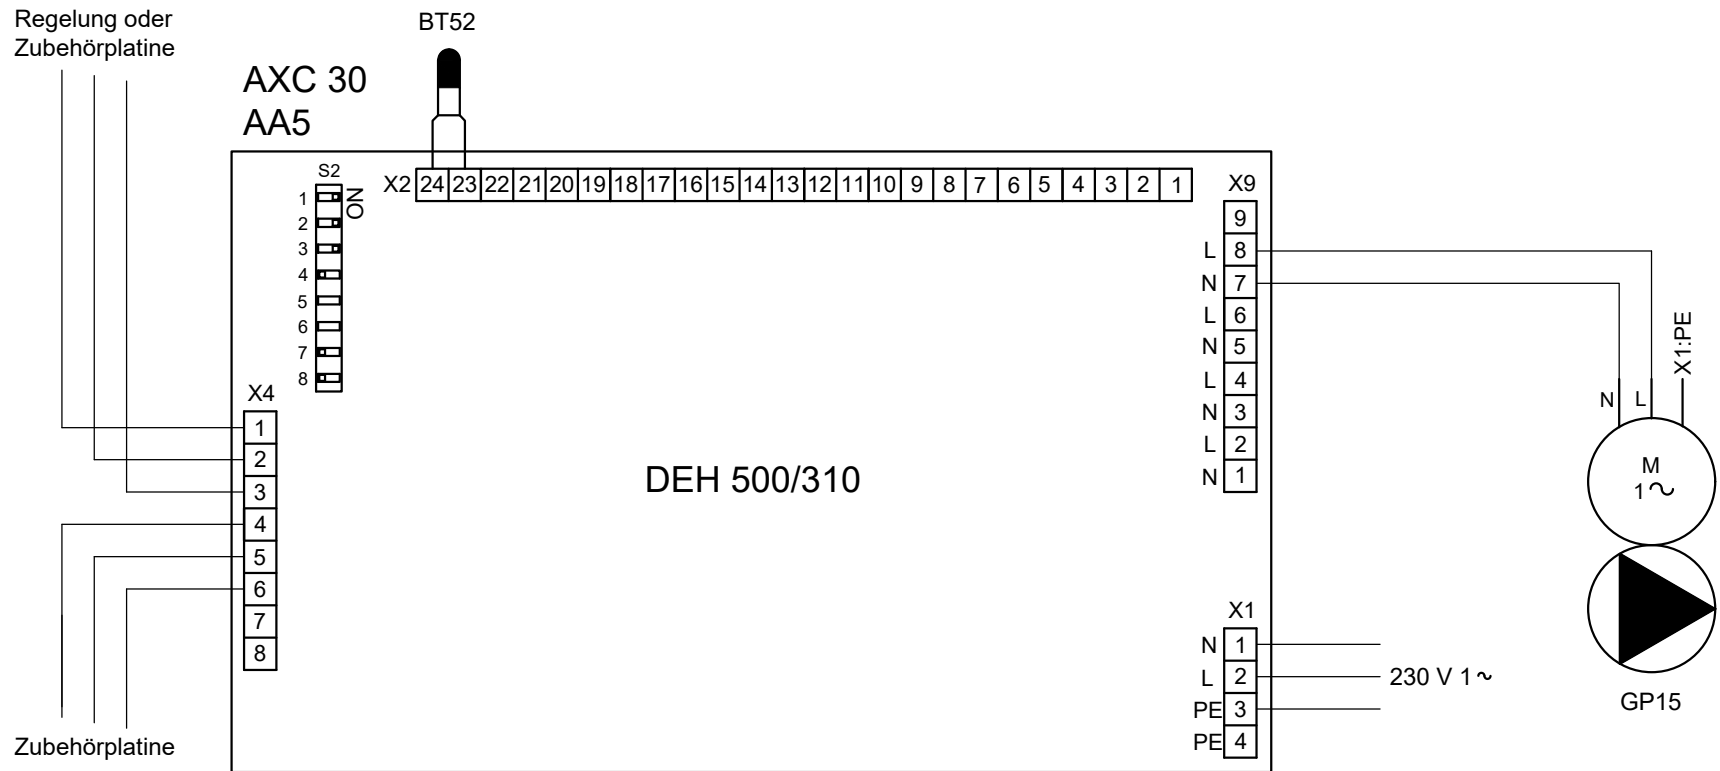 Regelung oder
Zubehörplatine
BT52
AXC 30
AA5
S2
ON
1
2
3
4
5
6
7
8
X2 24 23 22 21 20 19 18 17 16 15 14 13 12 11 10 9 8 7 6 5 4 3 2 1
X9
9
L 8
N 7
L 6
N 5
L 4
N 3
L 2
N 1
X4
1
2
3
4
5
6
7
8
DEH 500/310
N L X1:PE
M
1~
GP15
X1
N 1
L 2
PE 3
PE 4
230 V 1~
Zubehörplatine